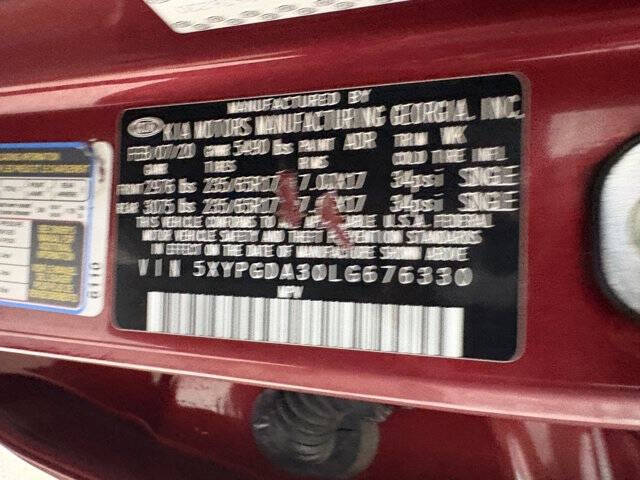 MANUFACTURED BY
KIA MOTORS MANUFACTURING GEORGIA, INC.
FEB/07/20 GVWR 5490 lbs PAINT ADR TRIM WK
GAWR TIRES RIMS COLD TIRE INFL.
FRONT 2976 lbs 235/65R17 7.0JX17 34psi SINGLE
REAR 3075 lbs 235/65R17 X17 34psi SINGLE
THIS VEHICLE CONFORMS TO ALL APPLICABLE U.S.A. FEDERAL
MOTOR VEHICLE SAFETY AND THEFT PREVENTION STANDARDS
IN EFFECT ON THE DATE OF MANUFACTURE SHOWN ABOVE
VIN 5XYPGDA30LG676330
MPV
6110